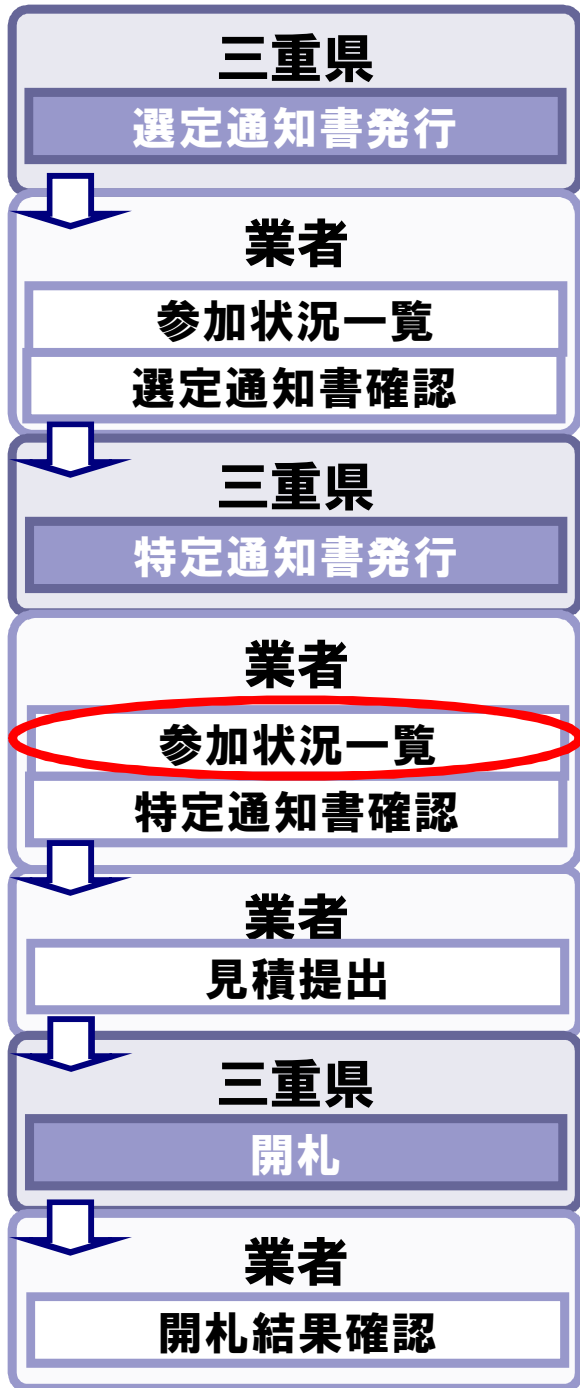 三重県
選定通知書発行
業者
参加状況一覧
選定通知書確認
三重県
特定通知書発行
業者
参加状況一覧
特定通知書確認
業者
見積提出
三重県
開札
業者
開札結果確認